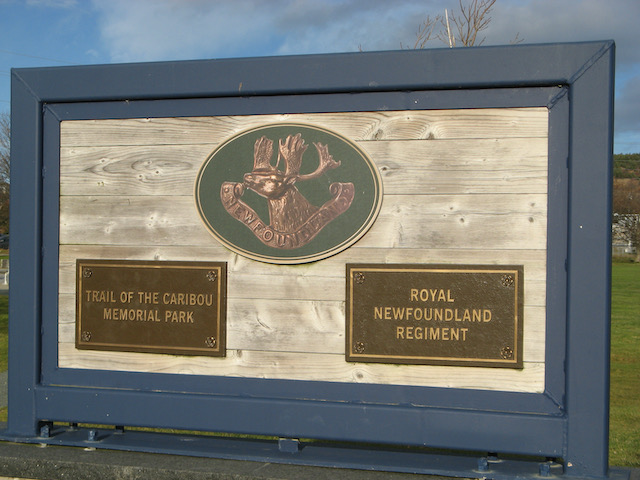 NEWFOUNDLAND
TRAIL OF THE CARIBOU
MEMORIAL PARK
ROYAL
NEWFOUNDLAND
REGIMENT